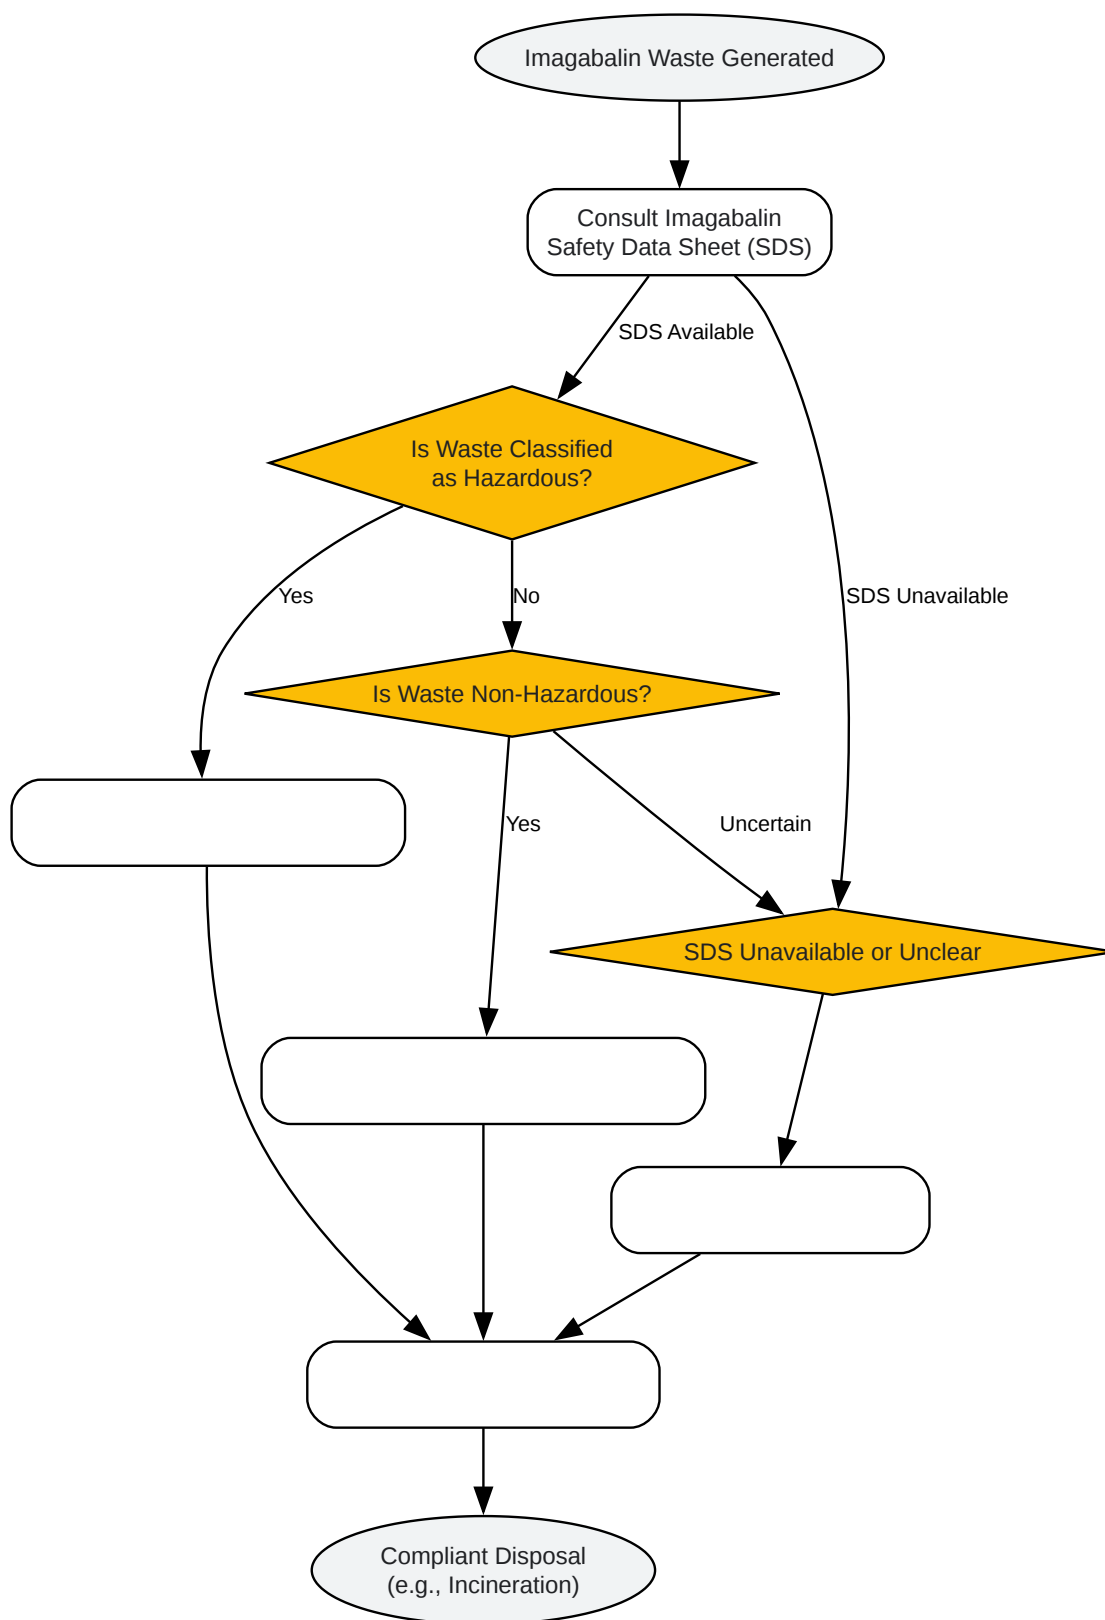 Imagabalin Waste Generated
Consult Imagabalin
Safety Data Sheet (SDS)
SDS Available
Is Waste Classified
as Hazardous?
Yes
No
SDS Unavailable
Is Waste Non-Hazardous?
Yes
Uncertain
SDS Unavailable or Unclear
Compliant Disposal
(e.g., Incineration)